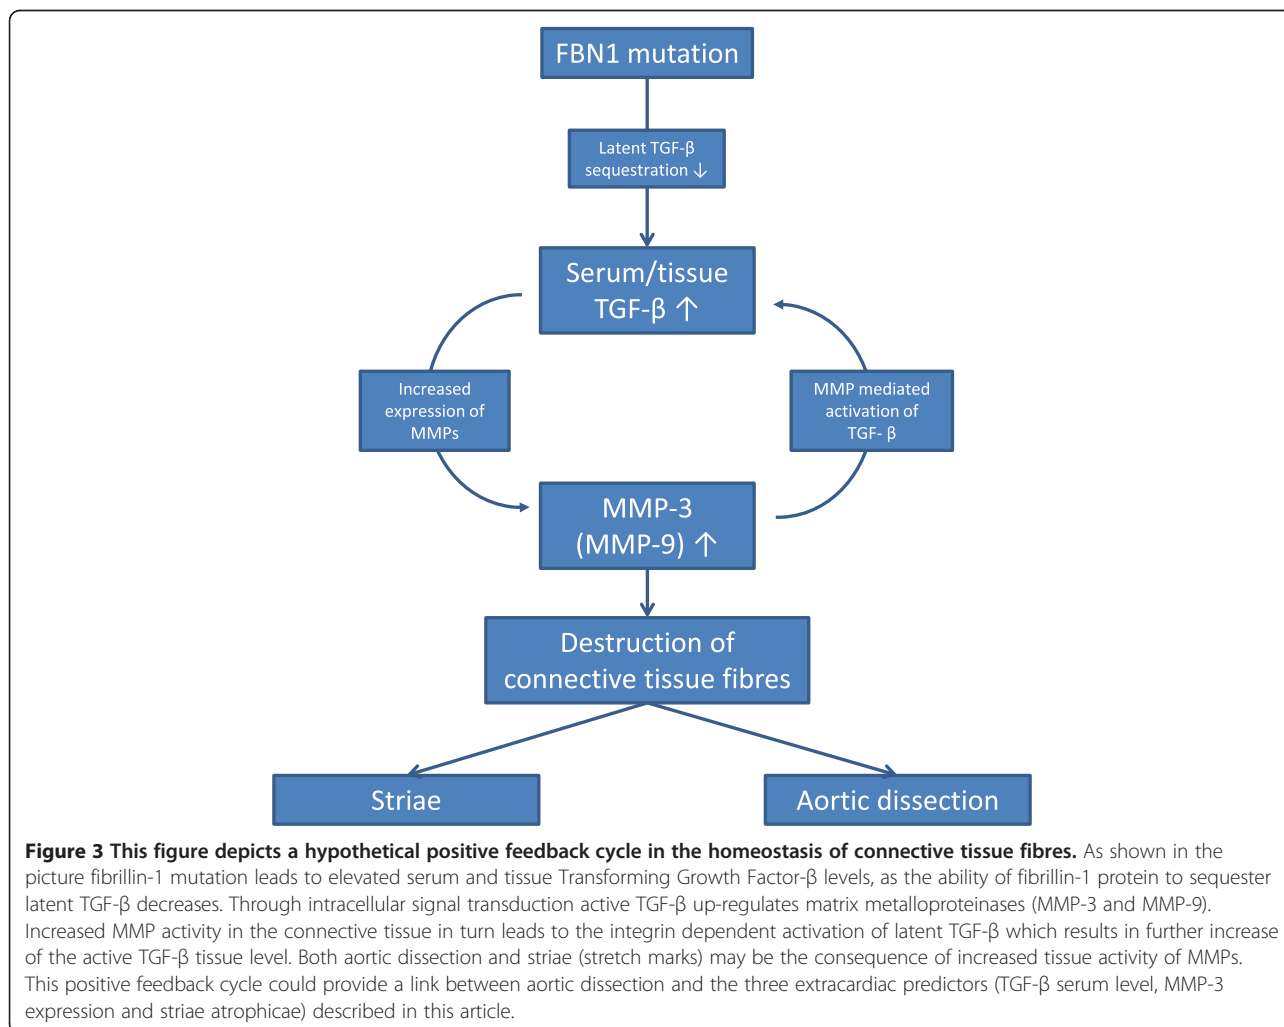 FBN1 mutation
Latent TGF-β
sequestration ↓
Serum/tissue
TGF-β ↑
Increased
expression of
MMPs
MMP mediated
activation of
TGF- β
MMP-3
(MMP-9) ↑
Destruction of
connective tissue fibres
Striae
Aortic dissection
Figure 3 This figure depicts a hypothetical positive feedback cycle in the homeostasis of connective tissue fibres. As shown in the
picture fibrillin-1 mutation leads to elevated serum and tissue Transforming Growth Factor-β levels, as the ability of fibrillin-1 protein to sequester
latent TGF-β decreases. Through intracellular signal transduction active TGF-β up-regulates matrix metalloproteinases (MMP-3 and MMP-9).
Increased MMP activity in the connective tissue in turn leads to the integrin dependent activation of latent TGF-β which results in further increase
of the active TGF-β tissue level. Both aortic dissection and striae (stretch marks) may be the consequence of increased tissue activity of MMPs.
This positive feedback cycle could provide a link between aortic dissection and the three extracardiac predictors (TGF-β serum level, MMP-3
expression and striae atrophicae) described in this article.